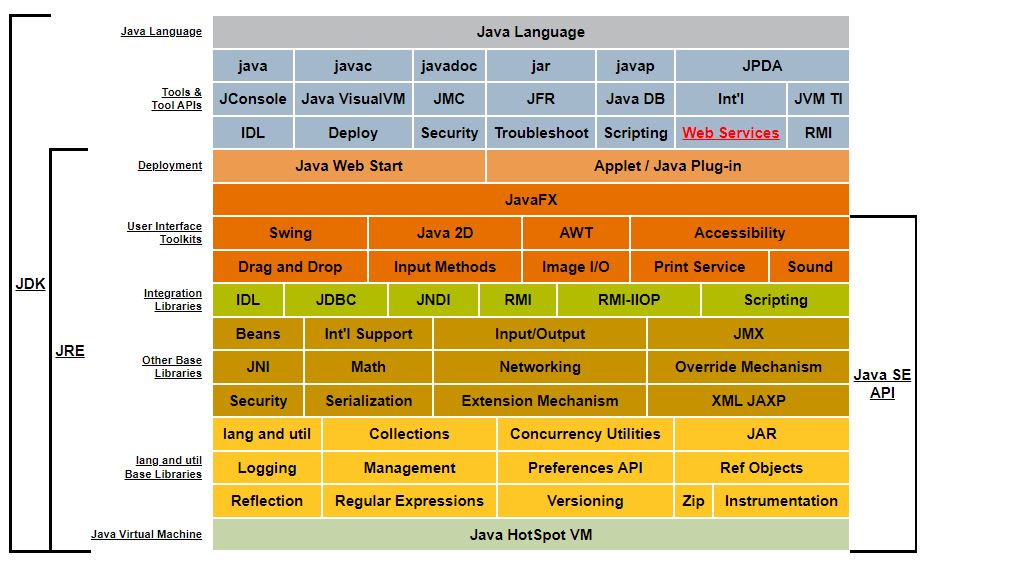 Java Language Java Language
java javac javadoc jar javap JPDA
Tools &
Tool APIs
JConsole Java VisualVM JMC JFR Java DB Int'l JVM TI
IDL Deploy Security Troubleshoot Scripting Web Services RMI
Deployment Java Web Start Applet / Java Plug-in
JavaFX
User Interface
Toolkits
Swing Java 2D AWT Accessibility
Drag and Drop Input Methods Image I/O Print Service Sound
JDK
Integration
Libraries
IDL JDBC JNDI RMI RMI-IIOP Scripting
Beans Int'l Support Input/Output JMX
JRE
Other Base
Libraries
JNI Math Networking Override Mechanism
Java SE
API
Security Serialization Extension Mechanism XML JAXP
lang and util Collections Concurrency Utilities JAR
lang and util
Base Libraries
Logging Management Preferences API Ref Objects
Reflection Regular Expressions Versioning Zip Instrumentation
Java Virtual Machine Java HotSpot VM